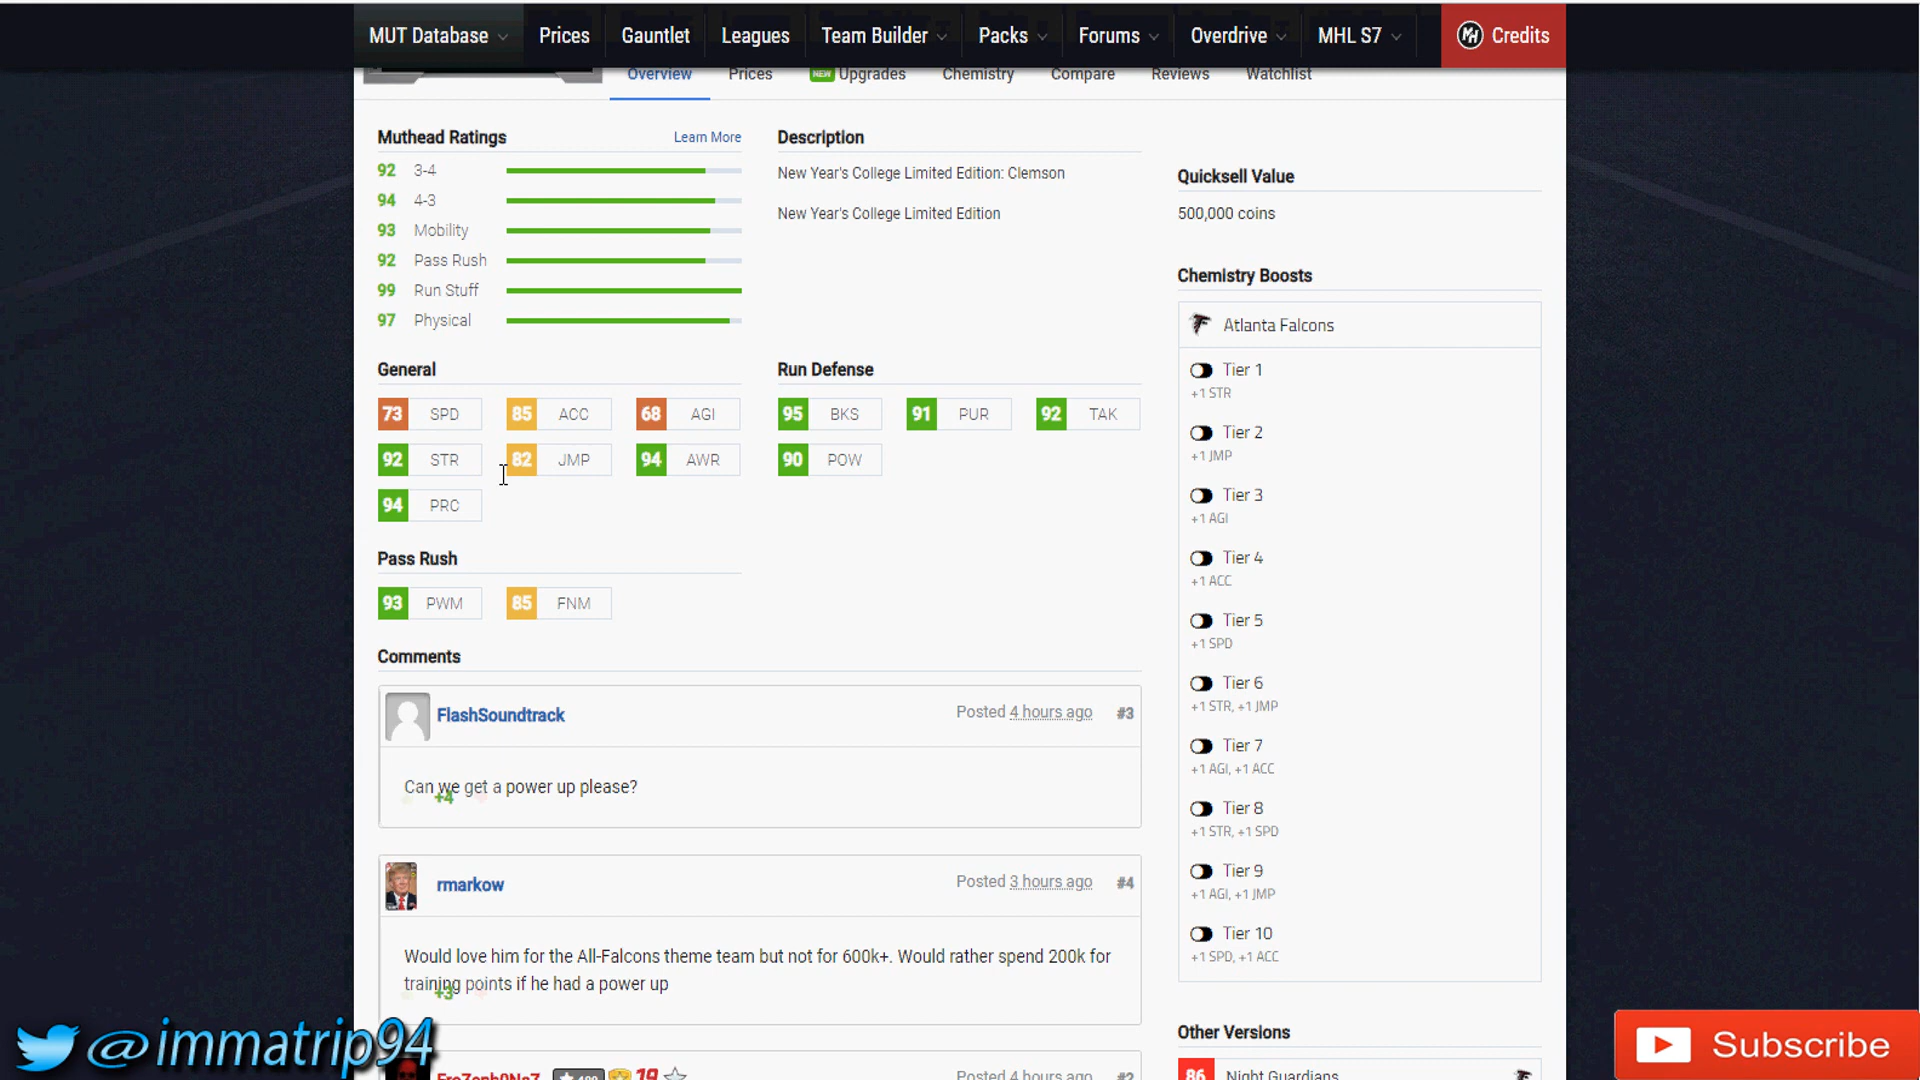 MUT Database Prices Gauntlet Leagues Team Builder Packs Forums Overdrive MHL S7 Credits
Overview Prices NEW Upgrades Chemistry Compare Reviews Watchlist
Muthead Ratings Learn More
92 3-4
94 4-3
93 Mobility
92 Pass Rush
99 Run Stuff
97 Physical
Description
New Year's College Limited Edition: Clemson
New Year's College Limited Edition
Quicksell Value
500,000 coins
General
73 SPD 85 ACC 68 AGI
92 STR 82 JMP 94 AWR
94 PRC
Run Defense
95 BKS 91 PUR 92 TAK
90 POW
Pass Rush
93 PWM 85 FNM
Chemistry Boosts
Atlanta Falcons
Tier 1
+1 STR
Tier 2
+1 JMP
Tier 3
+1 AGI
Tier 4
+1 ACC
Tier 5
+1 SPD
Tier 6
+1 STR, +1 JMP
Tier 7
+1 AGI, +1 ACC
Tier 8
+1 STR, +1 SPD
Tier 9
+1 AGI, +1 JMP
Tier 10
+1 SPD, +1 ACC
Comments
FlashSoundtrack Posted 4 hours ago #3
Can we get a power up please?
+4
rmarkow Posted 3 hours ago #4
Would love him for the All-Falcons theme team but not for 600k+. Would rather spend 200k for
training points if he had a power up
+3
Posted 4 hours ago #2
19
Other Versions
86 Night Guardians
@immatrip94
Subscribe